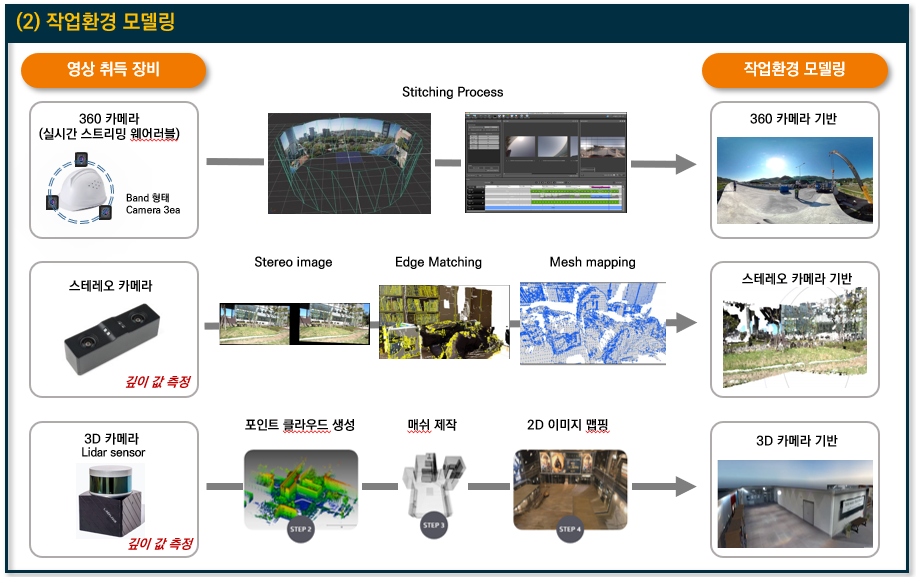 (2) 작업환경 모델링
영상 취득 장비
작업환경 모델링
360 카메라
(실시간 스트리밍 웨어러블)
Band 형태
Camera 3ea
Stitching Process
360 카메라 기반
스테레오 카메라
깊이 값 측정
Stereo image
Edge Matching
Mesh mapping
스테레오 카메라 기반
3D 카메라
Lidar sensor
깊이 값 측정
포인트 클라우드 생성
매쉬 제작
2D 이미지 맵핑
STEP 2
STEP 3
STEP 4
3D 카메라 기반